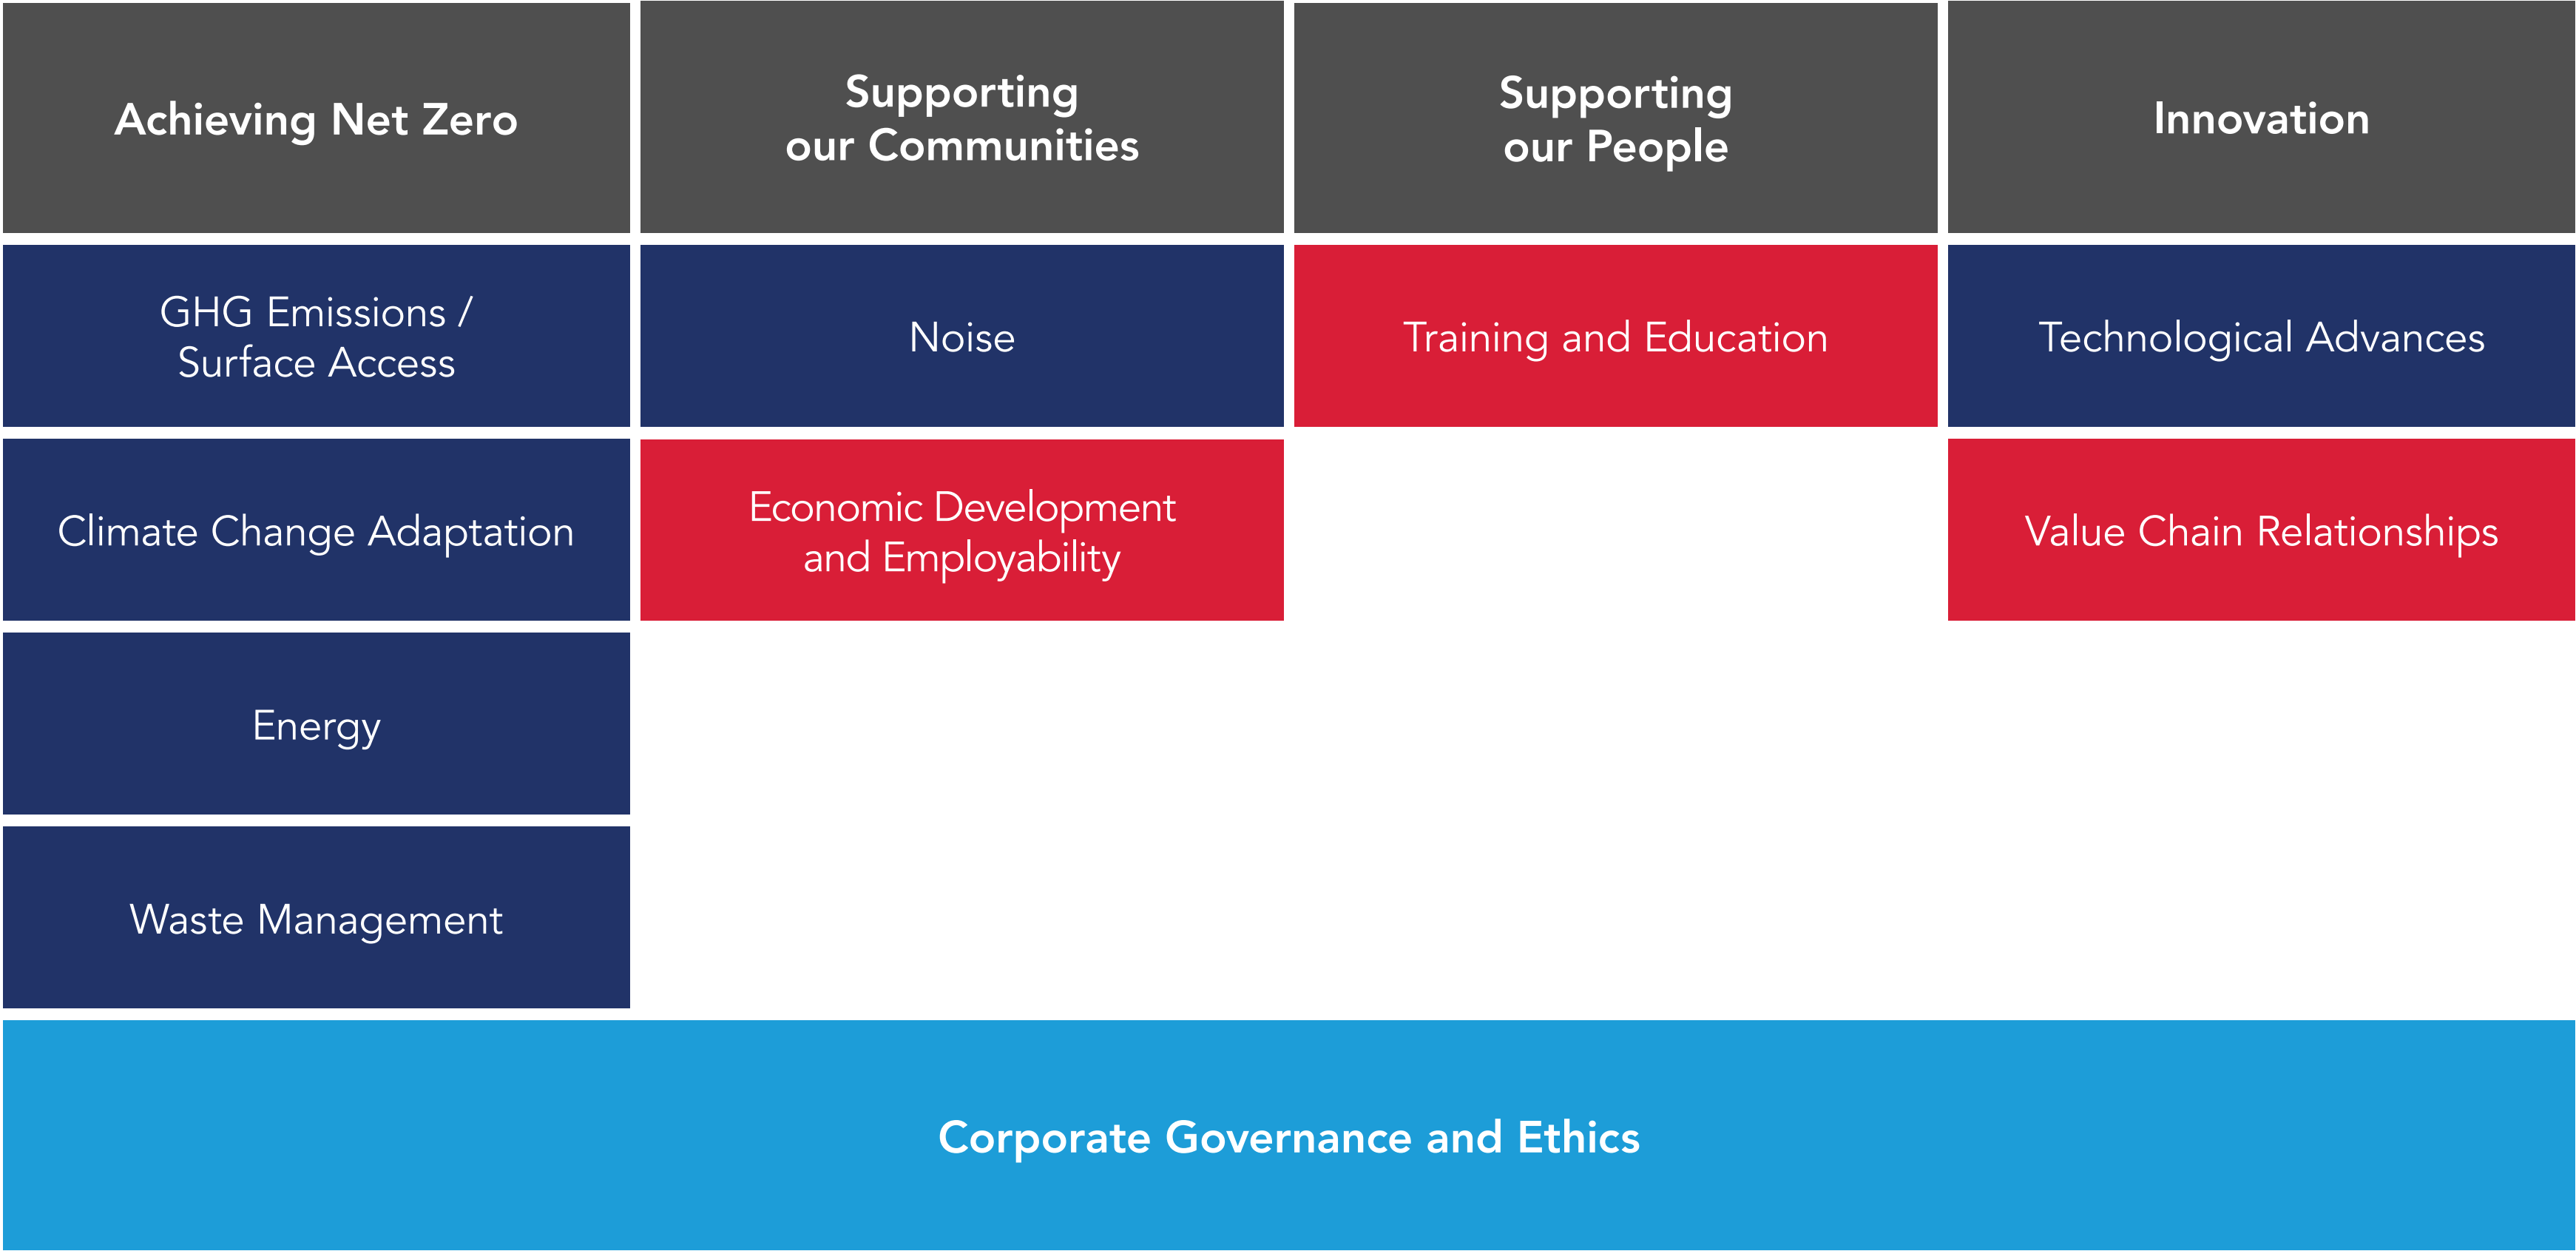 Achieving Net Zero
Supporting
our Communities
Supporting
our People
Innovation
GHG Emissions /
Surface Access
Noise
Training and Education
Technological Advances
Climate Change Adaptation
Economic Development
and Employability
Value Chain Relationships
Energy
Waste Management
Corporate Governance and Ethics